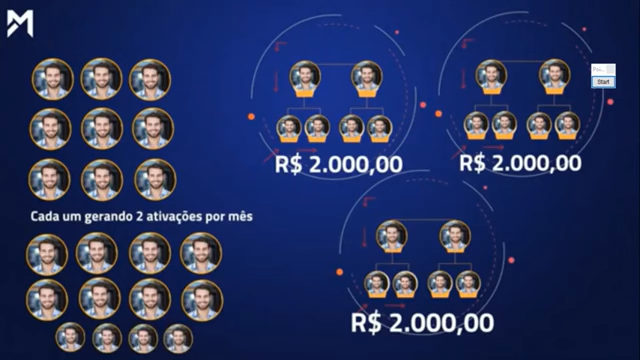 R$ 2.000,00
R$ 2.000,00
Cada um gerando 2 ativações por mês
R$ 2.000,00
Start